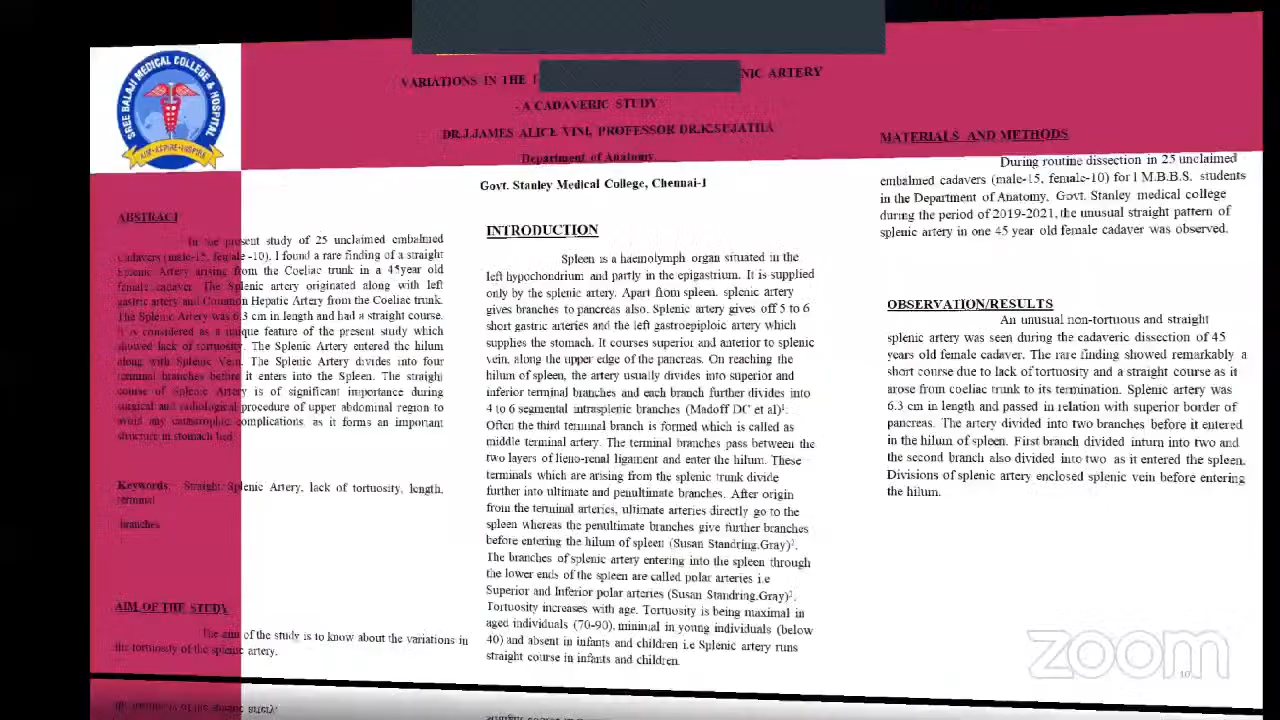 SREE BALAJI MEDICAL COLLEGE & HOSPITAL
AIM•ASPIRE•INSPIRE
VARIATIONS IN THE
NIC ARTERY
- A CADAVERIC STUDY
DR.J.JAMES ALICE VINI, PROFESSOR DR.K.SUJATHA
Department of Anatomy,
Govt. Stanley Medical College, Chennai-1
ABSTRACT
In the present study of 25 unclaimed embalmed
cadavers (male-15, female -10). I found a rare finding of a straight
Splenic Artery arising from the Coeliac trunk in a 45year old
female cadaver. The Splenic artery originated along with left
gastric artery and Common Hepatic Artery from the Coeliac trunk.
The Splenic Artery was 6.3 cm in length and had a straight course.
It is considered as a unique feature of the present study which
showed lack of tortuosity. The Splenic Artery entered the hilum
along with Splenic Vein. The Splenic Artery divides into four
terminal branches before it enters into the Spleen. The straight
course of Splenic Artery is of significant importance during
surgical and radiological procedure of upper abdominal region to
avoid any catastrophic complications, as it forms an important
structure in stomach bed
Keywords: Straight Splenic Artery, lack of tortuosity, length,
terminal
branches
AIM OF THE STUDY
The aim of the study is to know about the variations in
the tortuosity of the splenic artery.
INTRODUCTION
Spleen is a haemolymph organ situated in the
left hypochondrium and partly in the epigastrium. It is supplied
only by the splenic artery. Apart from spleen, splenic artery
gives branches to pancreas also. Splenic artery gives off 5 to 6
short gastric arteries and the left gastroepiploic artery which
supplies the stomach. It courses superior and anterior to splenic
vein, along the upper edge of the pancreas. On reaching the
hilum of spleen, the artery usually divides into superior and
inferior terminal branches and each branch further divides into
4 to 6 segmental intrasplenic branches (Madoff DC et al)¹.
Often the third terminal branch is formed which is called as
middle terminal artery. The terminal branches pass between the
two layers of lieno-renal ligament and enter the hilum. These
terminals which are arising from the splenic trunk divide
further into ultimate and penultimate branches. After origin
from the terminal arteries, ultimate arteries directly go to the
spleen whereas the penultimate branches give further branches
before entering the hilum of spleen (Susan Standring.Gray)².
The branches of splenic artery entering into the spleen through
the lower ends of the spleen are called polar arteries i.e
Superior and Inferior polar arteries (Susan Standring.Gray)².
Tortuosity increases with age. Tortuosity is being maximal in
aged individuals (70-90), minimal in young individuals (below
40) and absent in infants and children i.e Splenic artery runs
straight course in infants and children.
MATERIALS AND METHODS
During routine dissection in 25 unclaimed
embalmed cadavers (male-15, female-10) for I M.B.B.S. students
in the Department of Anatomy, Govt. Stanley medical college
during the period of 2019-2021, the unusual straight pattern of
splenic artery in one 45 year old female cadaver was observed.
OBSERVATION/RESULTS
An unusual non-tortuous and straight
splenic artery was seen during the cadaveric dissection of 45
years old female cadaver. The rare finding showed remarkably a
short course due to lack of tortuosity and a straight course as it
arose from coeliac trunk to its termination. Splenic artery was
6.3 cm in length and passed in relation with superior border of
pancreas. The artery divided into two branches before it entered
in the hilum of spleen. First branch divided inturn into two and
the second branch also divided into two as it entered the spleen.
Divisions of splenic artery enclosed splenic vein before entering
the hilum.
zoom
10